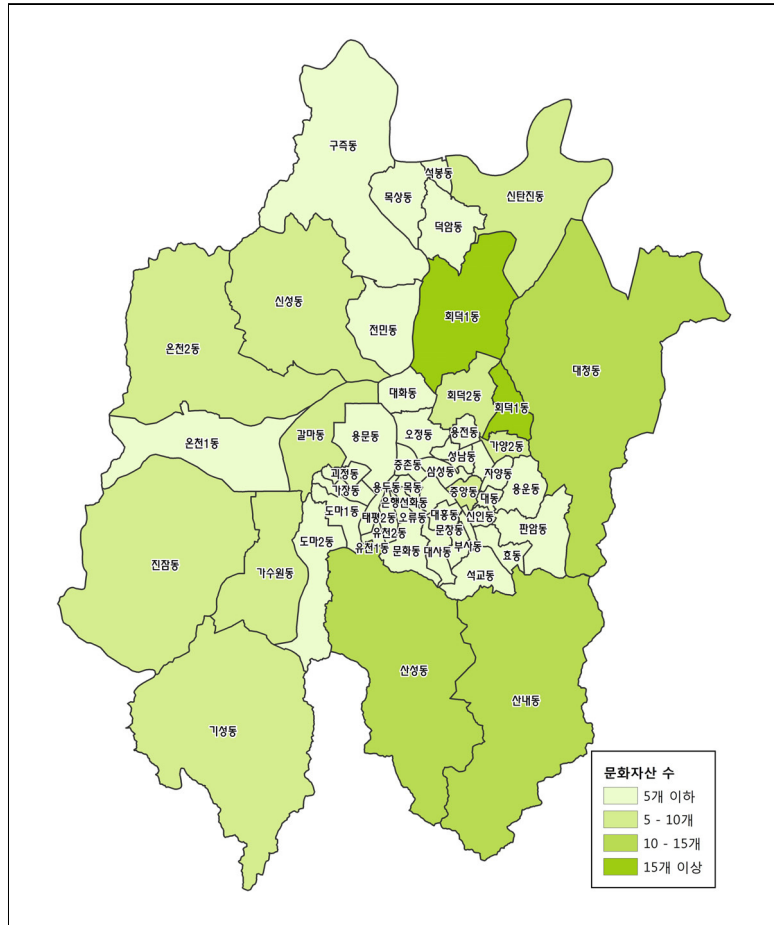 구즉동
석봉동
목상동
신탄진동
덕암동
신성동
회덕1동
전민동
온천2동
대청동
대화동
회덕2동
회덕1동
갈마동
용문동
오정동
용전동
온천1동
가양2동
성남동
중촌동
삼성동
괴정동
자양동
용운동
가장동
용두동
목동
중앙동
대동
은행선화동
도마1동
태평2동
오류동
대흥동
신인동
문창동
판암동
유천2동
도마2동
유천1동
문화동
대사동
부사동
효동
석교동
진잠동
가수원동
산성동
산내동
기성동
문화자산 수
5개 이하
5 - 10개
10 - 15개
15개 이상